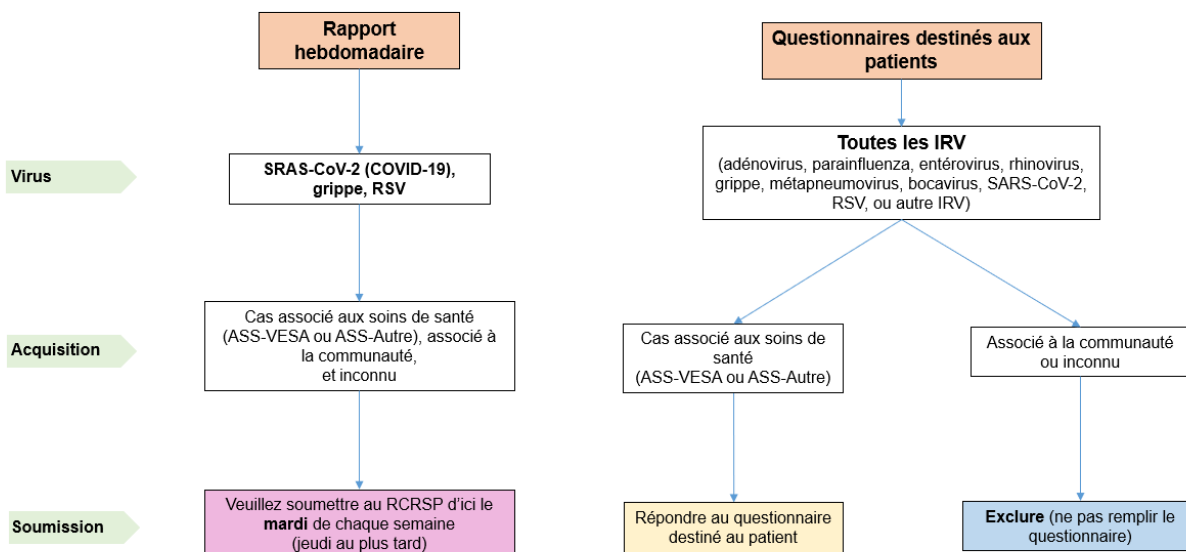 Rapport
hebdomadaire
Questionnaires destinés aux
patients
Virus
SRAS-CoV-2 (COVID-19),
grippe, RSV
Toutes les IRV
(adénovirus, parainfluenza, entérovirus, rhinovirus,
grippe, métapneumovirus, bocavirus, SARS-CoV-2,
RSV, ou autre IRV)
Acquisition
Cas associé aux soins de santé
(ASS-VESA ou ASS-Autre), associé à
la communauté,
et inconnu
Cas associé aux soins de
santé
(ASS-VESA ou ASS-Autre)
Associé à la communauté
ou inconnu
Soumission
Veuillez soumettre au RCRSP d'ici le
mardi de chaque semaine
(jeudi au plus tard)
Répondre au questionnaire
destiné au patient
Exclure (ne pas remplir le
questionnaire)